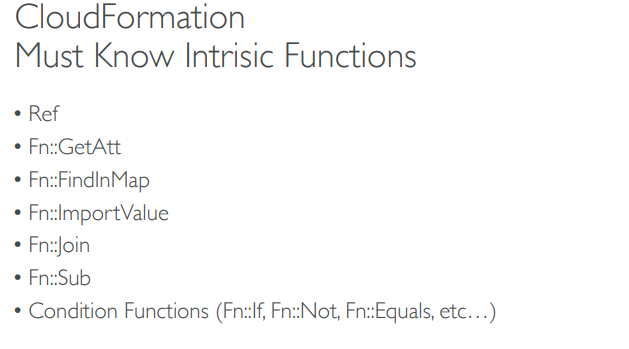 CloudFormation
Must Know Intrisic Functions
• Ref
• Fn::GetAtt
• Fn::FindInMap
• Fn::ImportValue
• Fn::Join
• Fn::Sub
• Condition Functions (Fn::If, Fn::Not, Fn::Equals, etc…)